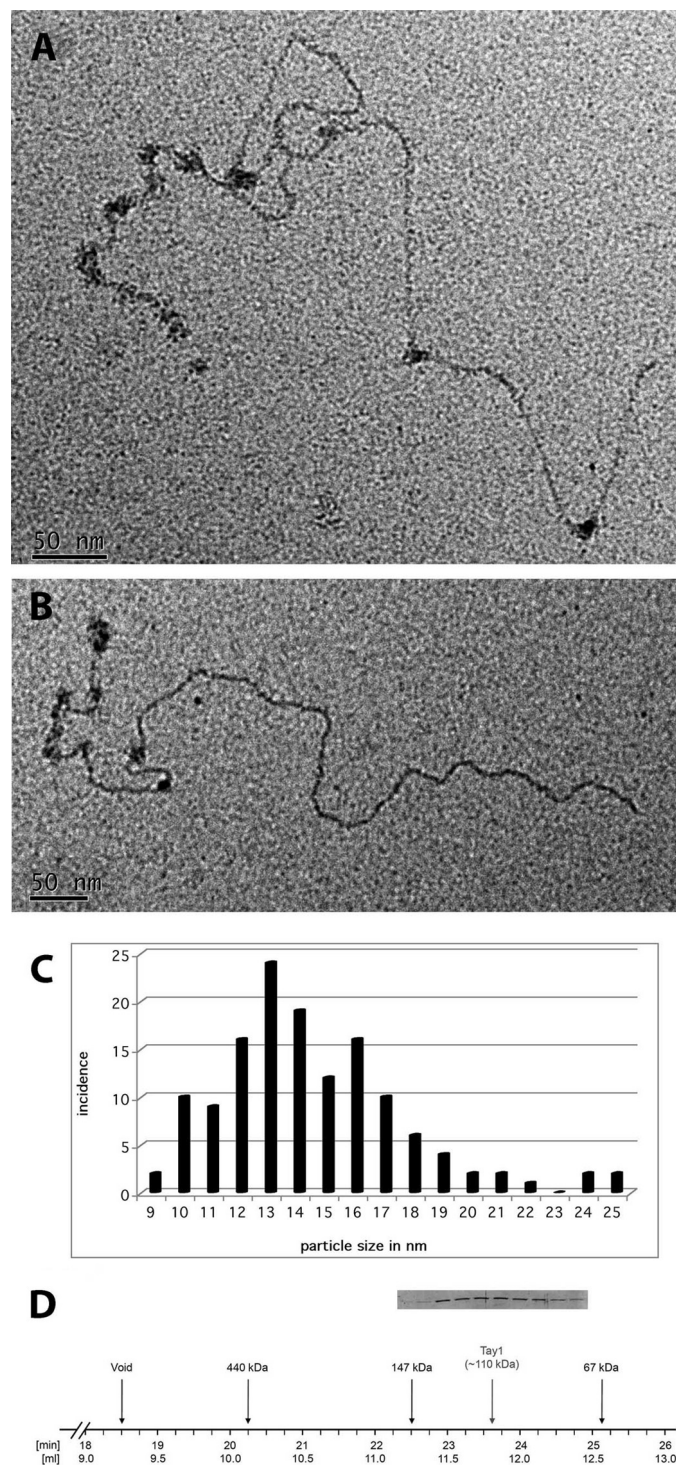 A
50 nm
B
50 nm
C
25
20
15
10
5
0
incidence
9 10 11 12 13 14 15 16 17 18 19 20 21 22 23 24 25
particle size in nm
D
Tay1
Void 440 kDa 147 kDa (~110 kDa) 67 kDa
[min] 18 19 20 21 22 23 24 25 26
[ml] 9.0 9.5 10.0 10.5 11.0 11.5 12.0 12.5 13.0